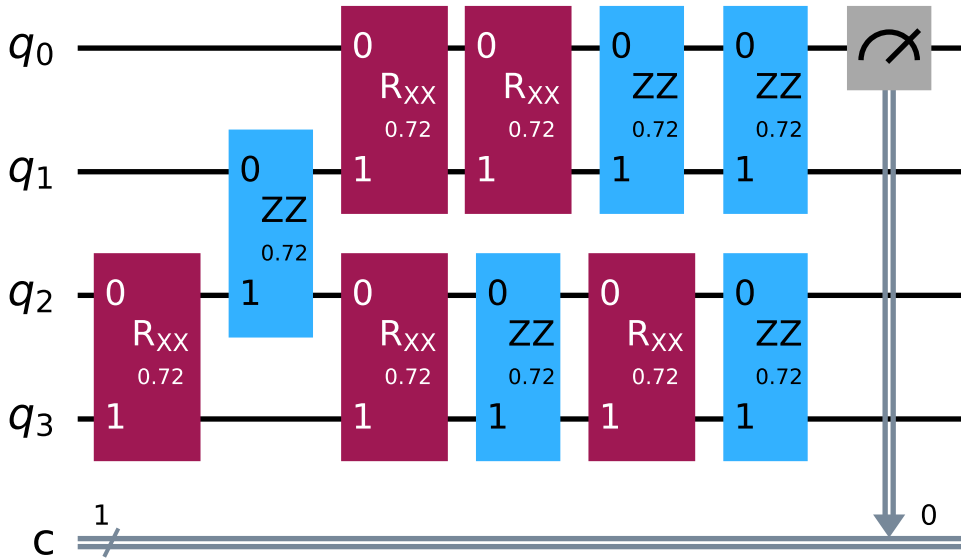 q0 0 RXX 0.72 1 0 RXX 0.72 1 0 ZZ 0.72 1 0 ZZ 0.72 1
q1 0 ZZ 0.72 1
q2 0 RXX 0.72 1 0 RXX 0.72 1 0 ZZ 0.72 1 0 RXX 0.72 1 0 ZZ 0.72 1
q3
c 1 0